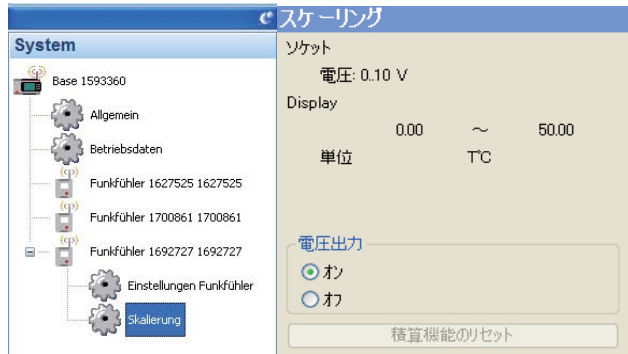 System
Base 1593360
Allgemein
Betriebsdaten
Funkfühler 1627525 1627525
Funkfühler 1700861 1700861
Funkfühler 1692727 1692727
Einstellungen Funkfühler
Skalierung
スケーリング
ソケット
電圧: 0..10 V
Display
0.00 ～ 50.00
単位 T℃
電圧出力
オン
オフ
積算機能のリセット